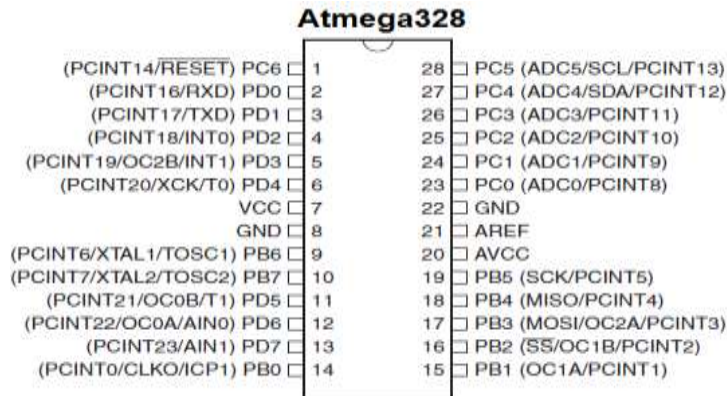 Atmega328
(PCINT14/RESET) PC6 1 28 PC5 (ADC5/SCL/PCINT13)
(PCINT16/RXD) PD0 2 27 PC4 (ADC4/SDA/PCINT12)
(PCINT17/TXD) PD1 3 26 PC3 (ADC3/PCINT11)
(PCINT18/INT0) PD2 4 25 PC2 (ADC2/PCINT10)
(PCINT19/OC2B/INT1) PD3 5 24 PC1 (ADC1/PCINT9)
(PCINT20/XCK/T0) PD4 6 23 PC0 (ADC0/PCINT8)
VCC 7 22 GND
GND 8 21 AREF
(PCINT6/XTAL1/TOSC1) PB6 9 20 AVCC
(PCINT7/XTAL2/TOSC2) PB7 10 19 PB5 (SCK/PCINT5)
(PCINT21/OC0B/T1) PD5 11 18 PB4 (MISO/PCINT4)
(PCINT22/OC0A/AIN0) PD6 12 17 PB3 (MOSI/OC2A/PCINT3)
(PCINT23/AIN1) PD7 13 16 PB2 (SS/OC1B/PCINT2)
(PCINT0/CLKO/ICP1) PB0 14 15 PB1 (OC1A/PCINT1)